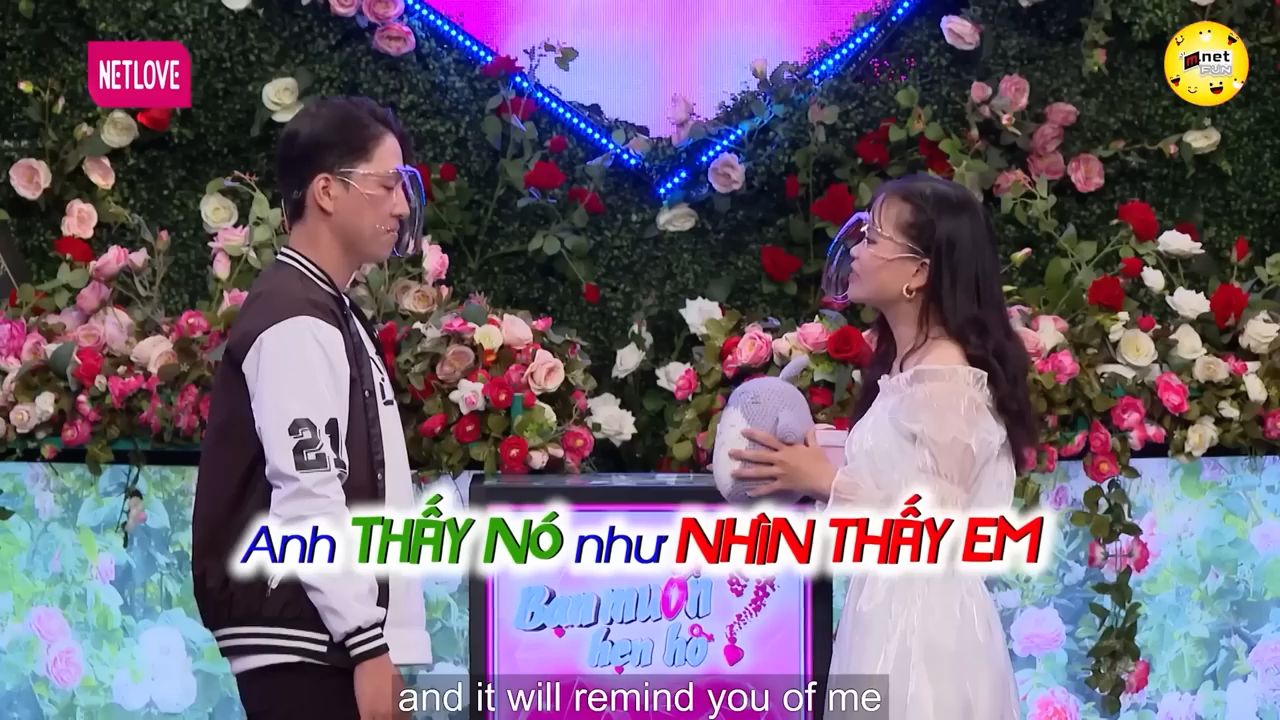 NETLOVE
m.net
FUN
21
Anh THẤY NÓ như NHÌN THẤY EM
Bạn muốn
hẹn hò
and it will remind you of me